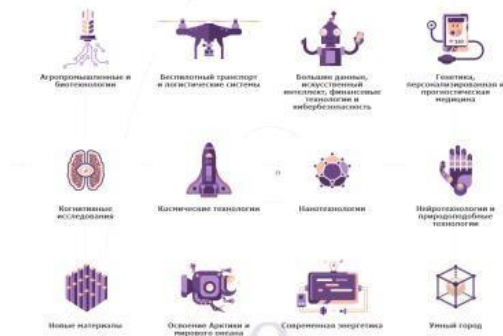 Агропромышленные и
биотехнологии
Беспилотный транспорт
и логистические системы
Большие данные,
искусственный
интеллект, финансовые
технологии и
кибербезопасность
Генетика,
персонализированная и
прогностическая
медицина
Когнитивные
исследования
Космические технологии
Нанотехнологии
Нейротехнологии и
природоподобные
технологии
Новые материалы
Освоение Арктики и
мирового океана
Современная энергетика
Умный город